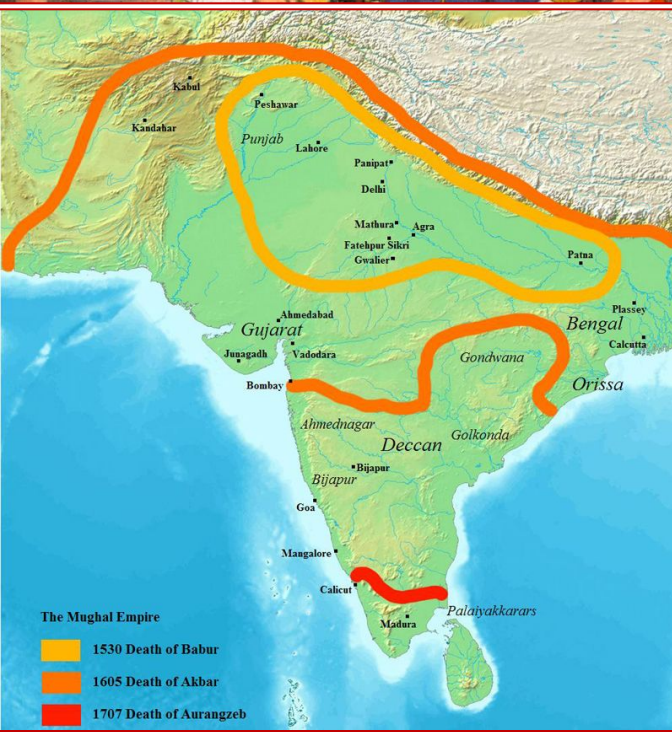 Kabul
Peshawar
Kandahar
Punjab
Lahore
Panipat
Delhi
Mathura
Agra
Fatehpur Sikri
Gwalier
Patna
Plessey
Bengal
Calcutta
Ahmedabad
Gujarat
Junagadh
Vadodara
Gondwana
Bombay
Orissa
Ahmednagar
Deccan
Golkonda
Bijapur
Bijapur
Goa
Mangalore
Calicut
Palaiyakkarars
Madura
The Mughal Empire
1530 Death of Babur
1605 Death of Akbar
1707 Death of Aurangzeb